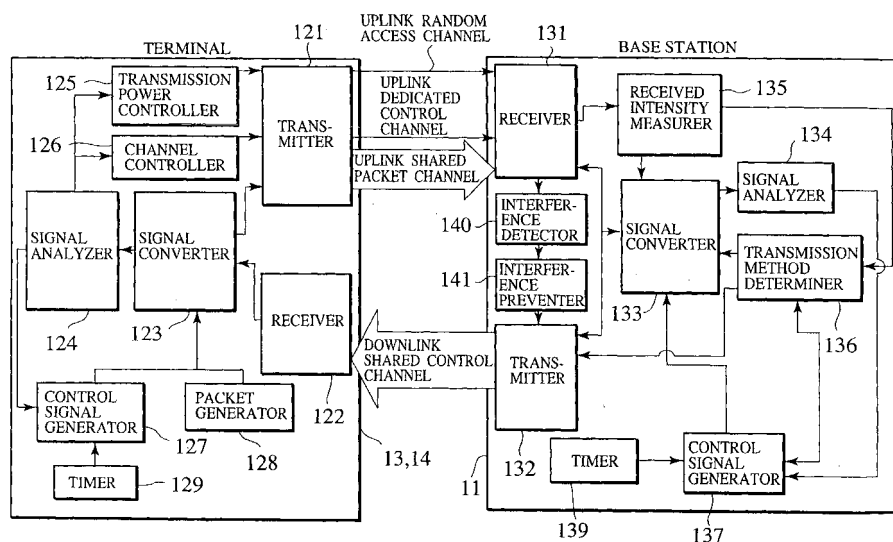 TERMINAL
121
UPLINK RANDOM
ACCESS CHANNEL
131
BASE STATION
125
TRANSMISSION
POWER
CONTROLLER
126
CHANNEL
CONTROLLER
TRANS-
MITTER
UPLINK
DEDICATED
CONTROL
CHANNEL
UPLINK SHARED
PACKET CHANNEL
RECEIVER
RECEIVED
INTENSITY
MEASURER
135
134
SIGNAL
ANALYZER
SIGNAL
ANALYZER
124
SIGNAL
CONVERTER
123
RECEIVER
122
140
INTERFER-
ENCE
DETECTOR
141
INTERFER-
ENCE
PREVENTER
SIGNAL
CONVERTER
133
TRANSMISSION
METHOD
DETERMINER
136
DOWNLINK
SHARED CONTROL
CHANNEL
TRANS-
MITTER
132
CONTROL
SIGNAL
GENERATOR
127
PACKET
GENERATOR
128
13,14
TIMER
129
11
TIMER
139
CONTROL
SIGNAL
GENERATOR
137